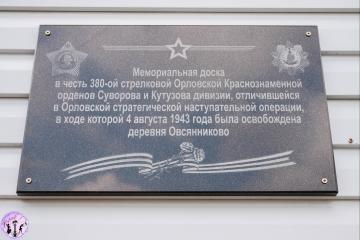 Мемориальная доска
в честь 380-ой стрелковой Орловской Краснознаменной
орденов Суворова и Кутузова дивизии, отличившейся
в Орловской стратегической наступательной операции,
в ходе которой 4 августа 1943 года была освобождена
деревня Овсянниково